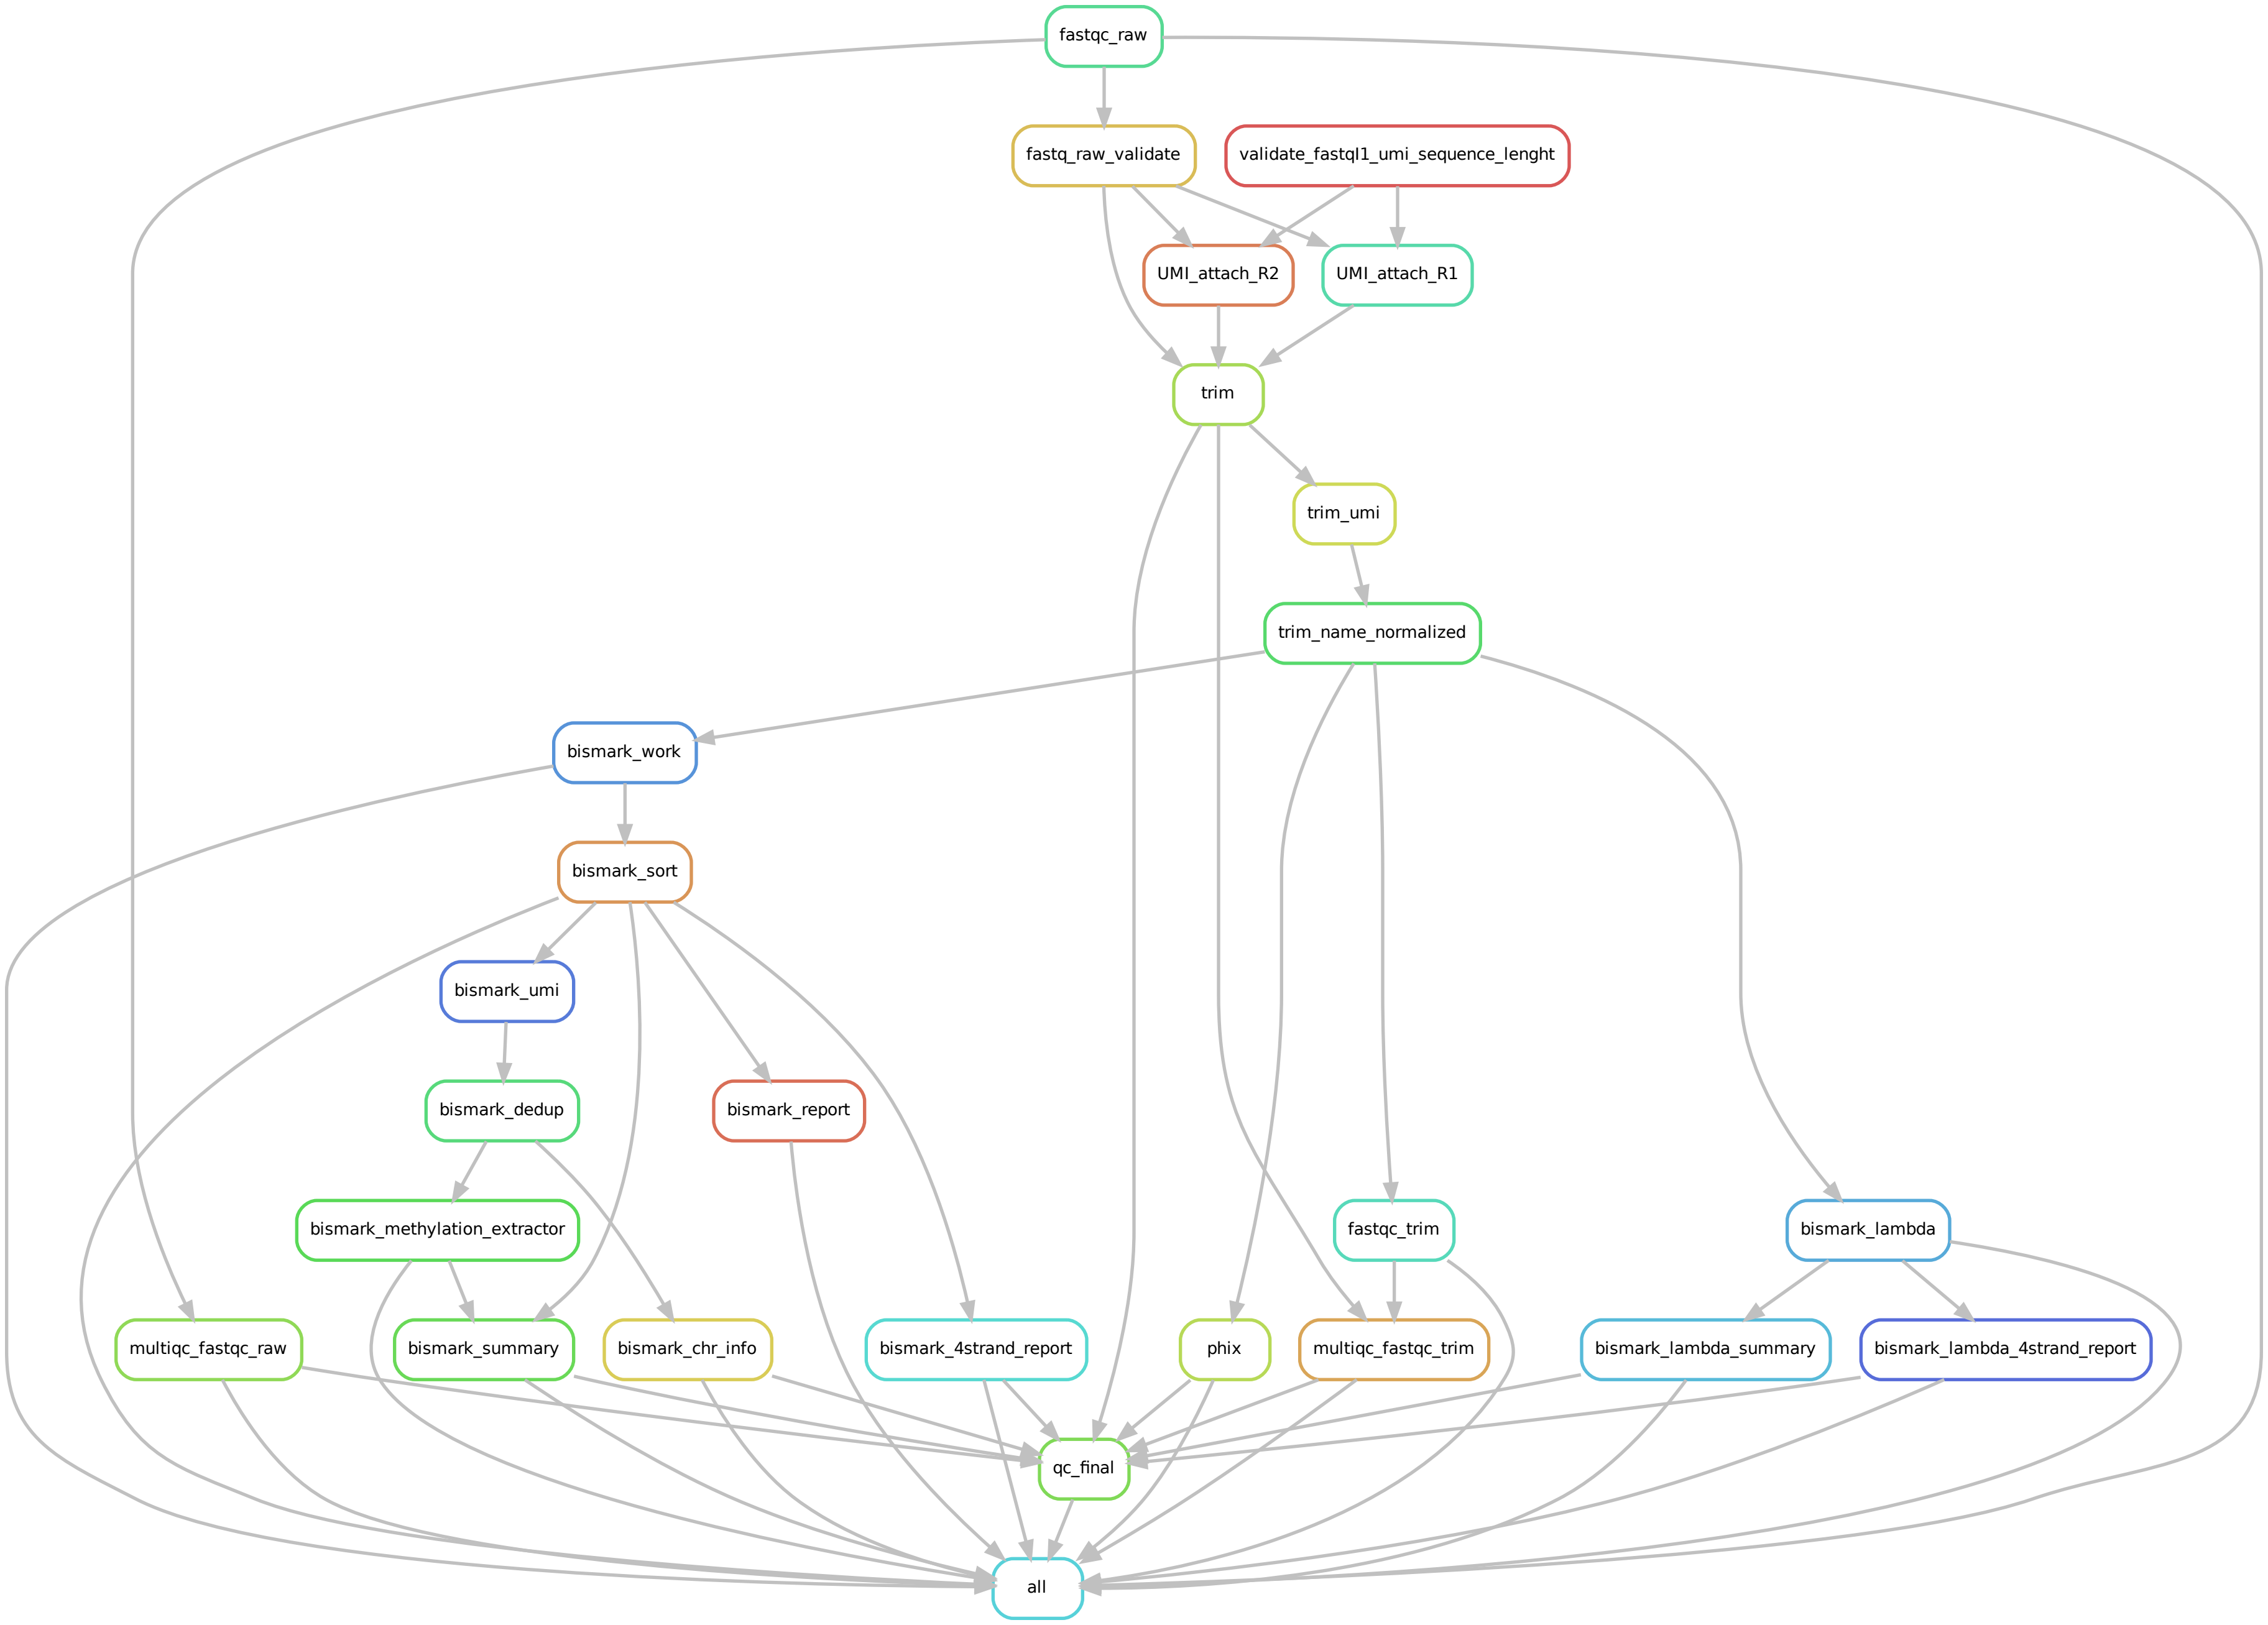 fastqc_raw
fastq_raw_validate
validate_fastqI1_umi_sequence_lenght
UMI_attach_R2
UMI_attach_R1
trim
trim_umi
trim_name_normalized
bismark_work
bismark_sort
bismark_umi
bismark_dedup
bismark_report
bismark_methylation_extractor
fastqc_trim
bismark_lambda
multiqc_fastqc_raw
bismark_summary
bismark_chr_info
bismark_4strand_report
phix
multiqc_fastqc_trim
bismark_lambda_summary
bismark_lambda_4strand_report
qc_final
all